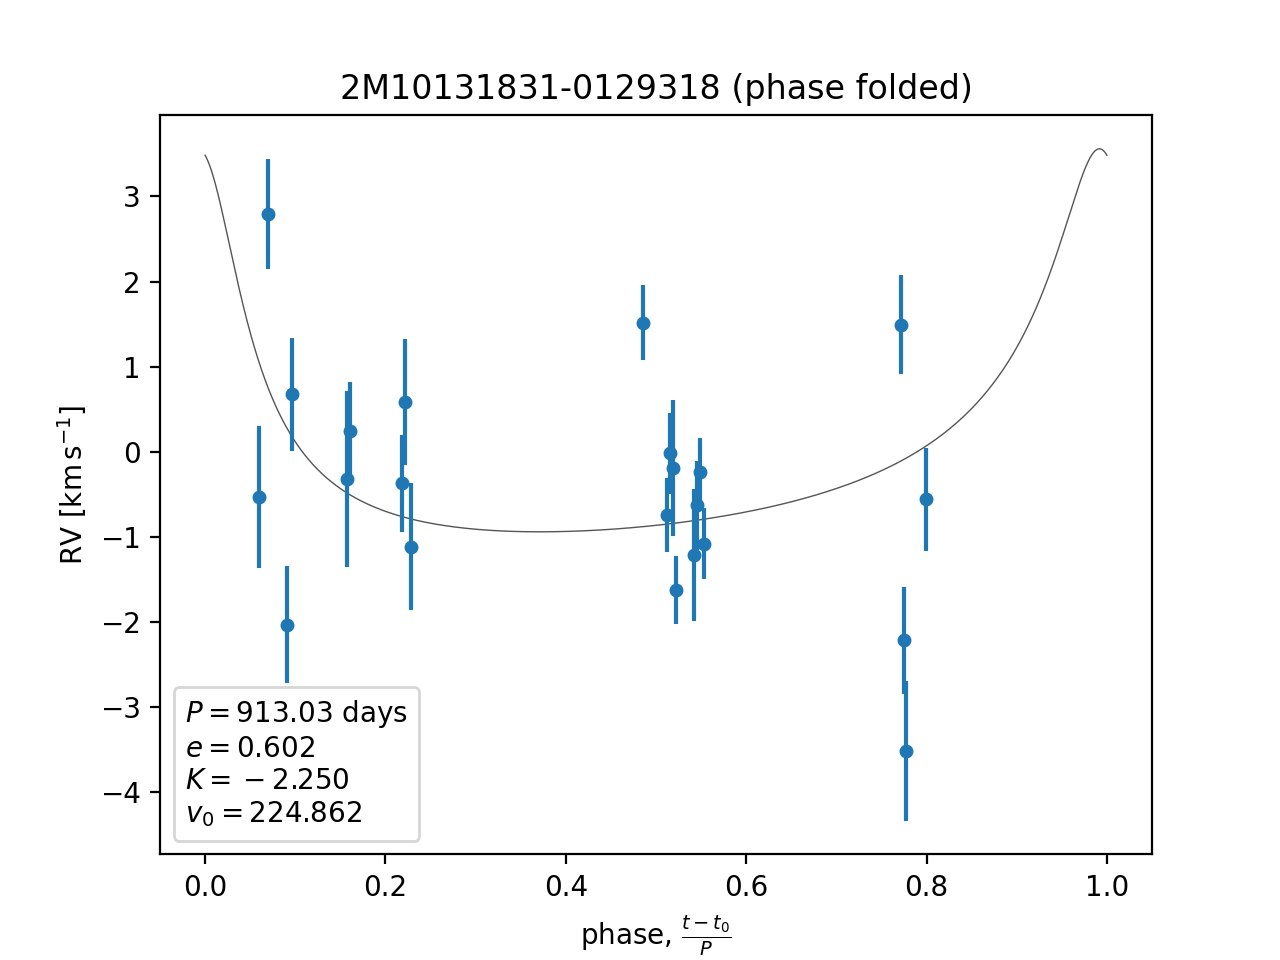 2M10131831-0129318 (phase folded)
RV [km s⁻¹]
3
2
1
0
−1
−2
−3
−4
P = 913.03 days
e = 0.602
K = −2.250
v₀ = 224.862
0.0 0.2 0.4 0.6 0.8 1.0
phase, (t − t₀)/P